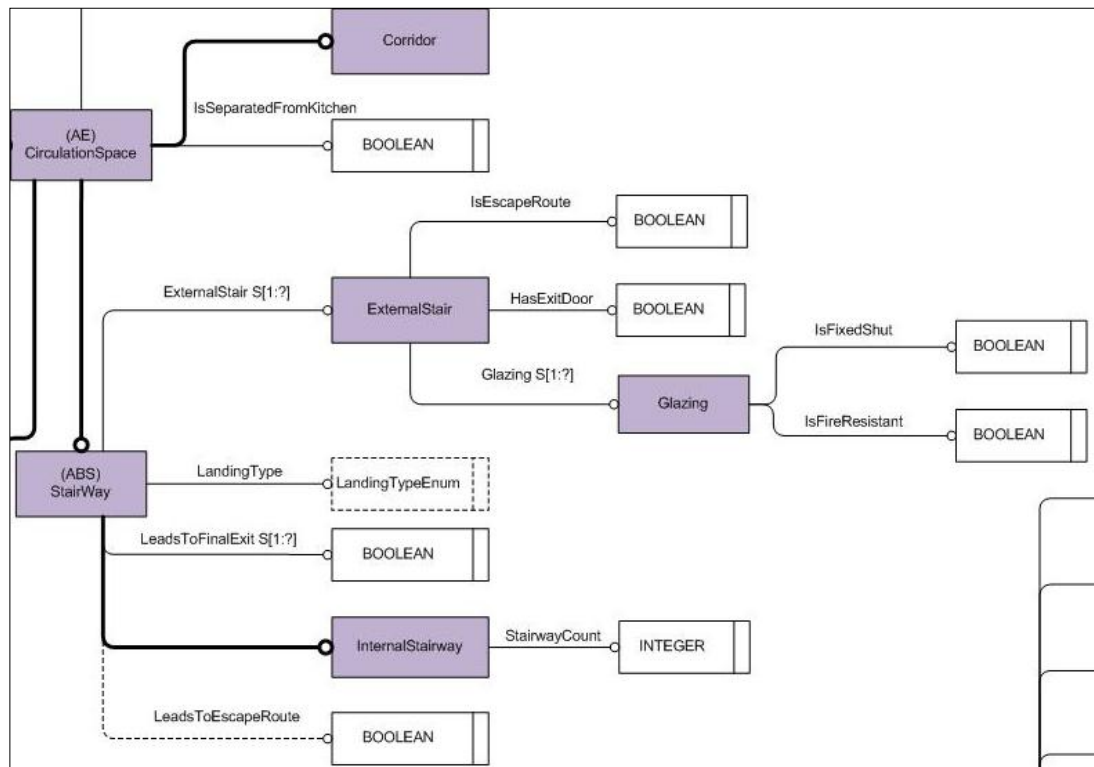 Corridor
IsSeparatedFromKitchen
(AE)
CirculationSpace
BOOLEAN
IsEscapeRoute
BOOLEAN
ExternalStair S[1:?]
ExternalStair
HasExitDoor
BOOLEAN
IsFixedShut
BOOLEAN
Glazing S[1:?]
Glazing
IsFireResistant
BOOLEAN
(ABS)
StairWay
LandingType
LandingTypeEnum
LeadsToFinalExit S[1:?]
BOOLEAN
InternalStairway
StairwayCount
INTEGER
LeadsToEscapeRoute
BOOLEAN